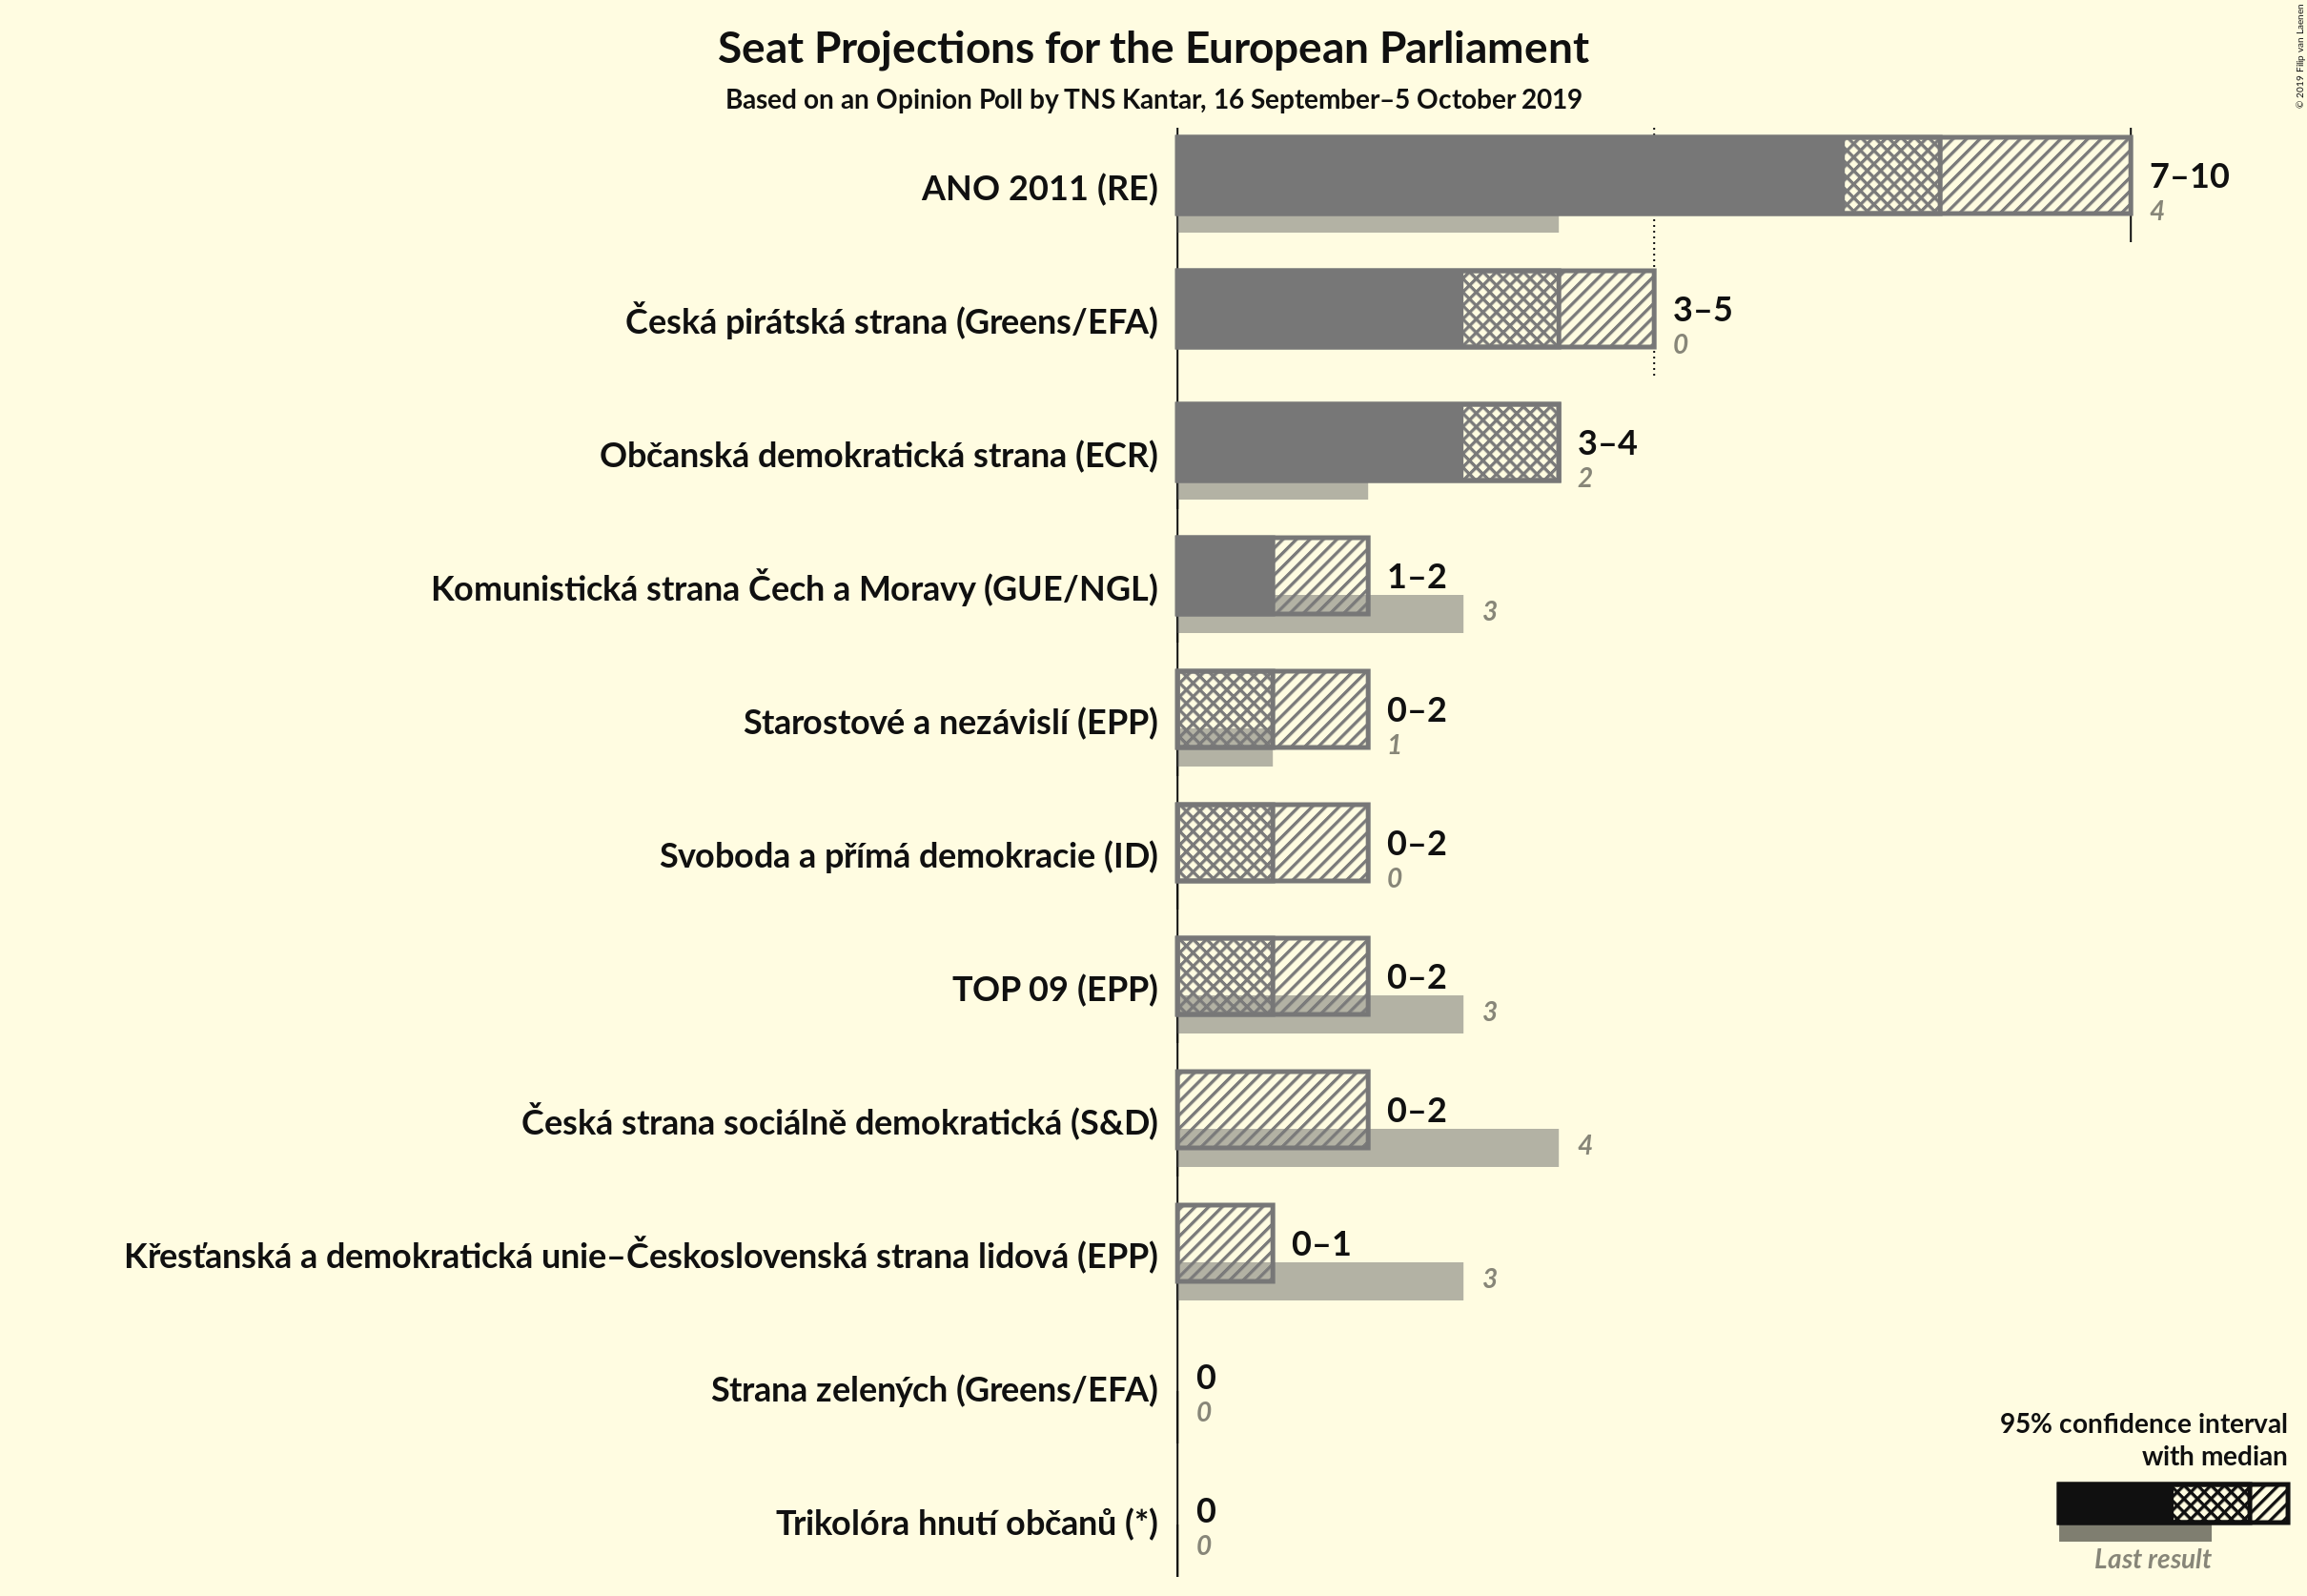 Seat Projections for the European Parliament
Based on an Opinion Poll by TNS Kantar, 16 September–5 October 2019
© 2019 Filip van Laenen
ANO 2011 (RE)
7–10
4
Česká pirátská strana (Greens/EFA)
3–5
0
Občanská demokratická strana (ECR)
3–4
2
Komunistická strana Čech a Moravy (GUE/NGL)
1–2
3
Starostové a nezávislí (EPP)
0–2
1
Svoboda a přímá demokracie (ID)
0–2
0
TOP 09 (EPP)
0–2
3
Česká strana sociálně demokratická (S&D)
0–2
4
Křesťanská a demokratická unie–Československá strana lidová (EPP)
0–1
3
Strana zelených (Greens/EFA)
0
0
Trikolóra hnutí občanů (*)
0
0
95% confidence interval
with median
Last result